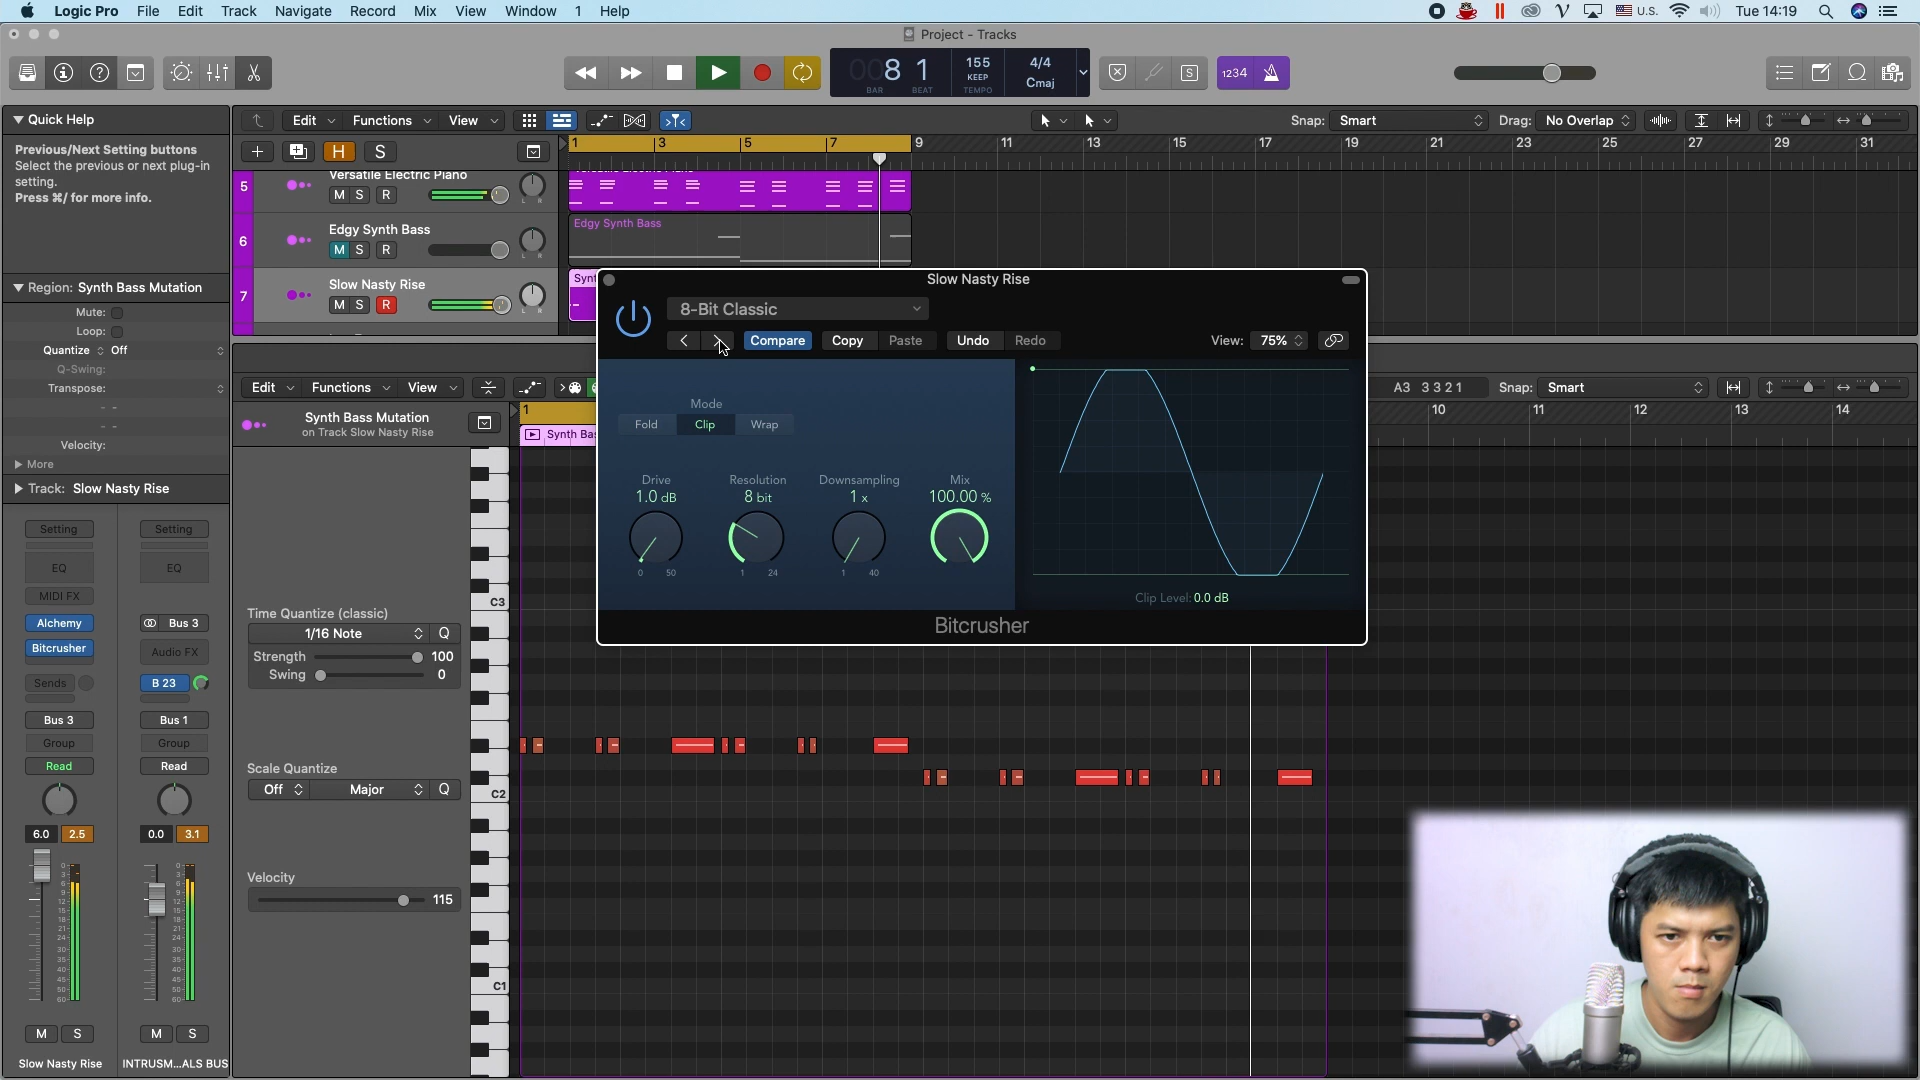 Logic Pro File Edit Track Navigate Record Mix View Window 1 Help
U.S. Tue 14:19
Project - Tracks
8 1 155 4/4
KEEP Cmaj
BAR BEAT TEMPO
1234
Quick Help
Edit Functions View
Snap: Smart Drag: No Overlap
Previous/Next Setting buttons
Select the previous or next plug-in
setting.
Press ⌘/ for more info.
H S
1 3 5 7 9 11 13 15 17 19 21 23 25 27 29 31
5 Versatile Electric Piano
M S R
6 Edgy Synth Bass
M S R
Edgy Synth Bass
7 Slow Nasty Rise
M S R
Synt
Region: Synth Bass Mutation
Mute:
Loop:
Quantize Off
Q-Swing:
Transpose:
Velocity:
More
Track: Slow Nasty Rise
Slow Nasty Rise
8-Bit Classic
Compare Copy Paste Undo Redo View: 75%
Mode
Fold Clip Wrap
Drive Resolution Downsampling Mix
1.0 dB 8 bit 1 x 100.00 %
0 50 1 24 1 40
Clip Level: 0.0 dB
Bitcrusher
Edit Functions View
A3 3 3 2 1 Snap: Smart
Synth Bass Mutation
on Track Slow Nasty Rise
1 10 11 12 13 14
Synth Bas
C3
C2
C1
Time Quantize (classic)
1/16 Note Q
Strength 100
Swing 0
Scale Quantize
Off Major Q
Velocity
115
Setting Setting
EQ EQ
MIDI FX
Alchemy Bus 3
Bitcrusher Audio FX
Sends B 23
Bus 3 Bus 1
Group Group
Read Read
6.0 2.5 0.0 3.1
M S M S
Slow Nasty Rise INTRUSM...ALS BUS